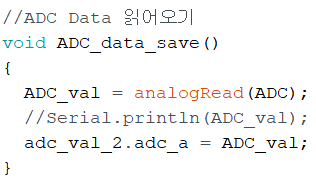 //ADC Data 읽어오기
void ADC_data_save()
{
  ADC_val = analogRead(ADC);
  //Serial.println(ADC_val);
  adc_val_2.adc_a = ADC_val;
}